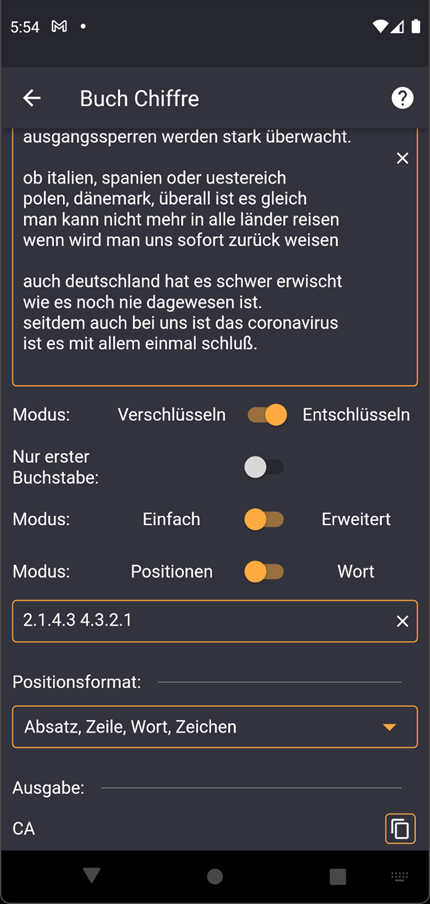 5:54
Buch Chiffre
ausgangssperren werden stark überwacht.
ob italien, spanien oder uestereich
polen, dänemark, überall ist es gleich
man kann nicht mehr in alle länder reisen
wenn wird man uns sofort zurück weisen
auch deutschland hat es schwer erwischt
wie es noch nie dagewesen ist.
seitdem auch bei uns ist das coronavirus
ist es mit allem einmal schluß.
Modus: Verschlüsseln Entschlüsseln
Nur erster
Buchstabe:
Modus: Einfach Erweitert
Modus: Positionen Wort
2.1.4.3 4.3.2.1
Positionsformat:
Absatz, Zeile, Wort, Zeichen
Ausgabe:
CA